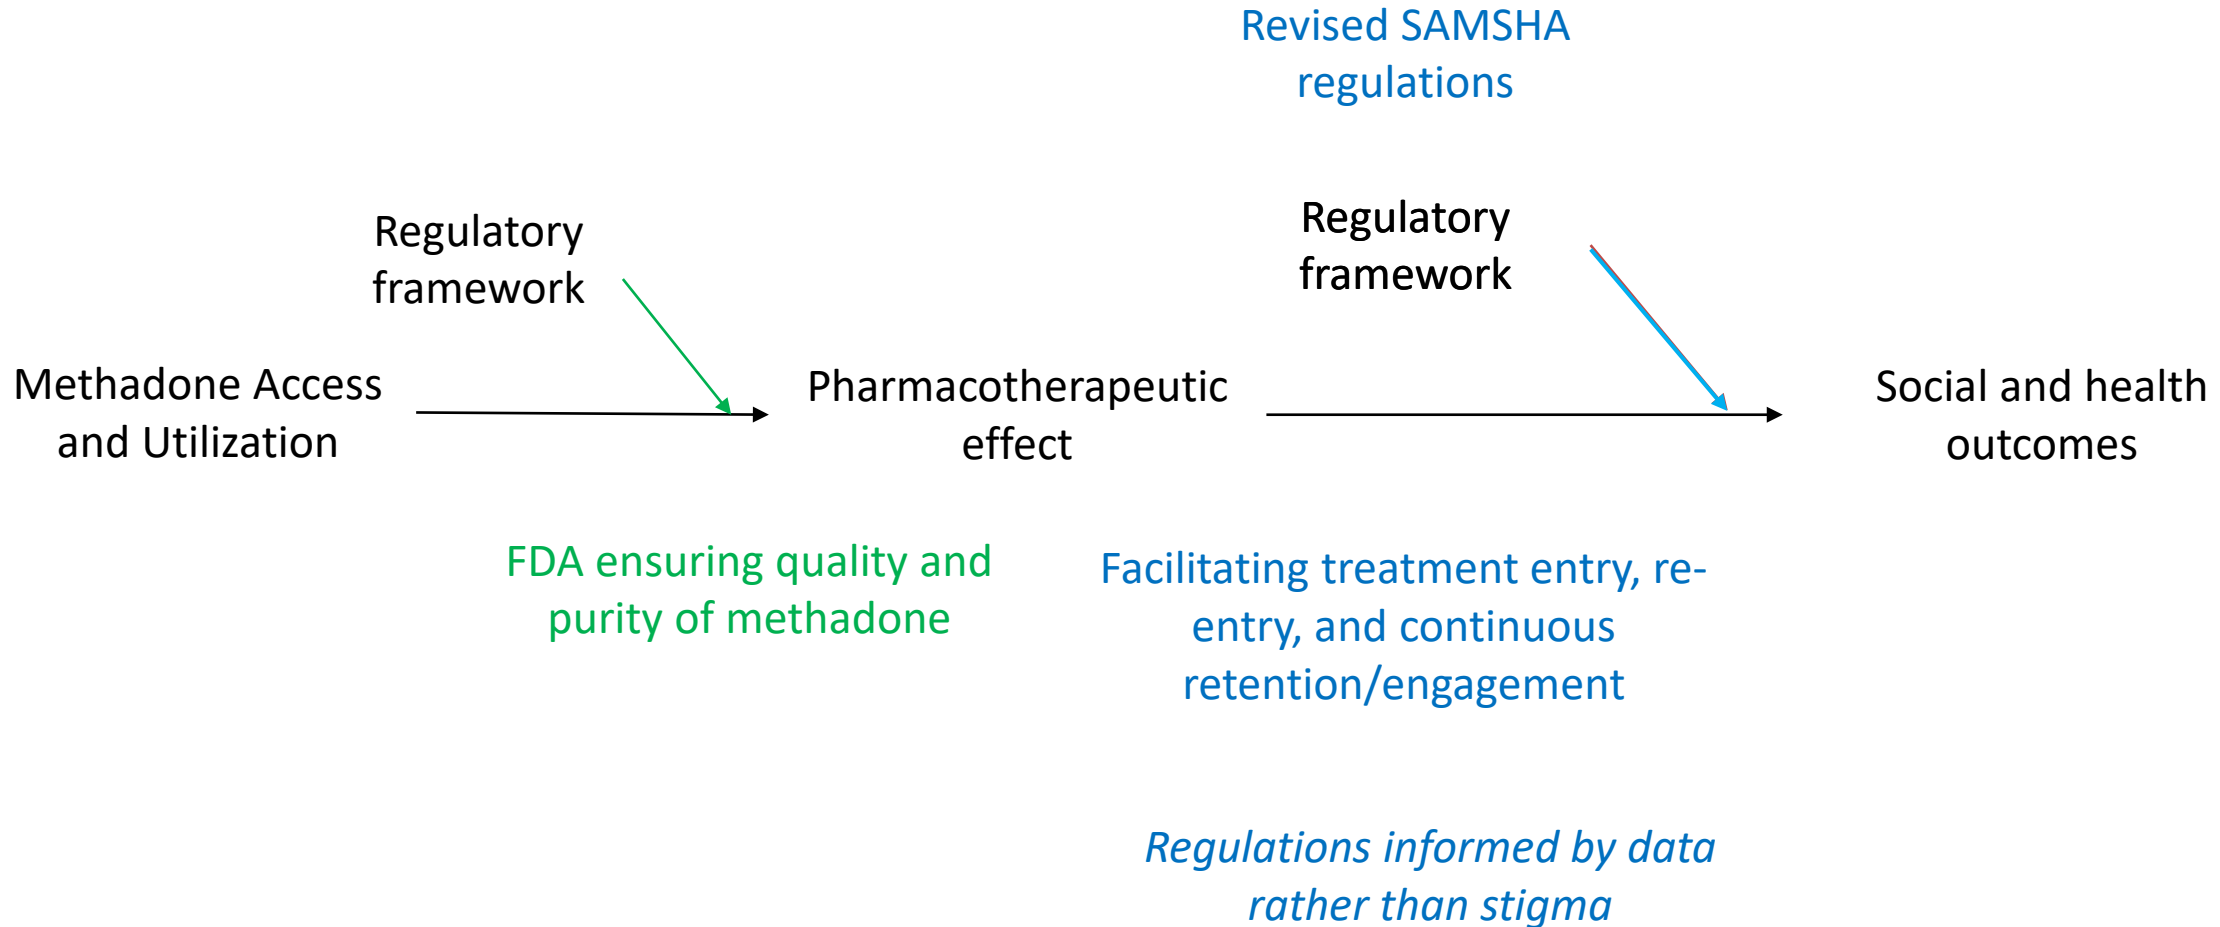 Revised SAMSHA
regulations
Regulatory
framework
Regulatory
framework
Methadone Access
and Utilization
Pharmacotherapeutic
effect
Social and health
outcomes
FDA ensuring quality and
purity of methadone
Facilitating treatment entry, re-
entry, and continuous
retention/engagement
Regulations informed by data
rather than stigma